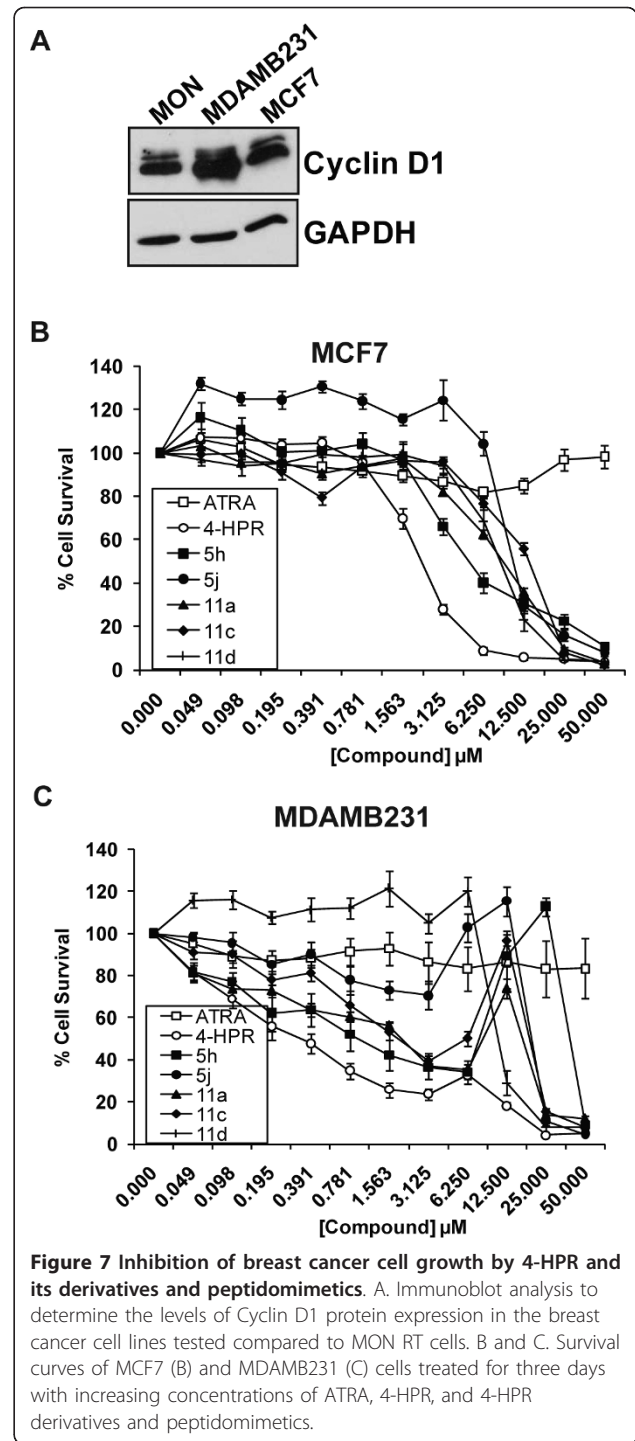 A
MON MDAMB231 MCF7
Cyclin D1
GAPDH
B
MCF7
140
120
100
80
60
40
20
0
% Cell Survival
ATRA
4-HPR
5h
5j
11a
11c
11d
0.000 0.049 0.098 0.195 0.391 0.781 1.563 3.125 6.250 12.500 25.000 50.000
[Compound] µM
C
MDAMB231
140
120
100
80
60
40
20
0
% Cell Survival
ATRA
4-HPR
5h
5j
11a
11c
11d
0.000 0.049 0.098 0.195 0.391 0.781 1.563 3.125 6.250 12.500 25.000 50.000
[Compound] µM
Figure 7 Inhibition of breast cancer cell growth by 4-HPR and
its derivatives and peptidomimetics. A. Immunoblot analysis to
determine the levels of Cyclin D1 protein expression in the breast
cancer cell lines tested compared to MON RT cells. B and C. Survival
curves of MCF7 (B) and MDAMB231 (C) cells treated for three days
with increasing concentrations of ATRA, 4-HPR, and 4-HPR
derivatives and peptidomimetics.